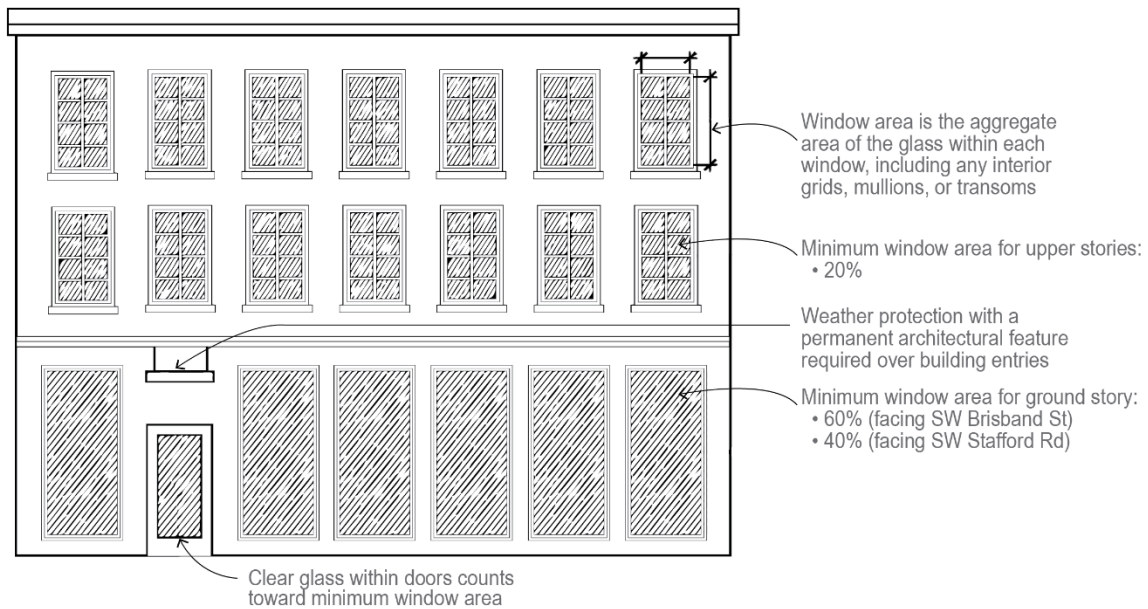 Window area is the aggregate
area of the glass within each
window, including any interior
grids, mullions, or transoms
Minimum window area for upper stories:
• 20%
Weather protection with a
permanent architectural feature
required over building entries
Minimum window area for ground story:
• 60% (facing SW Brisband St)
• 40% (facing SW Stafford Rd)
Clear glass within doors counts
toward minimum window area